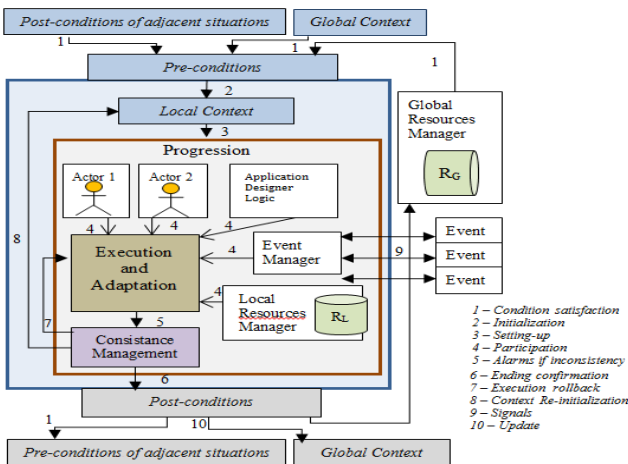 Post-conditions of adjacent situations
Global Context
1
1
1
Pre-conditions
2
Local Context
3
Global
Resources
Manager
RG
Progression
Actor 1
Actor 2
Application
Designer
Logic
4
4
4
8
Execution
and
Adaptation
4
Event
Manager
9
Event
Event
Event
4
Local
Resources
Manager
RL
7
5
Consistance
Management
6
Post-conditions
1
10
Pre-conditions of adjacent situations
Global Context
1 – Condition satisfaction
2 – Initialization
3 – Setting-up
4 – Participation
5 – Alarms if inconsistency
6 – Ending confirmation
7 – Execution rollback
8 – Context Re-initialization
9 – Signals
10 – Update